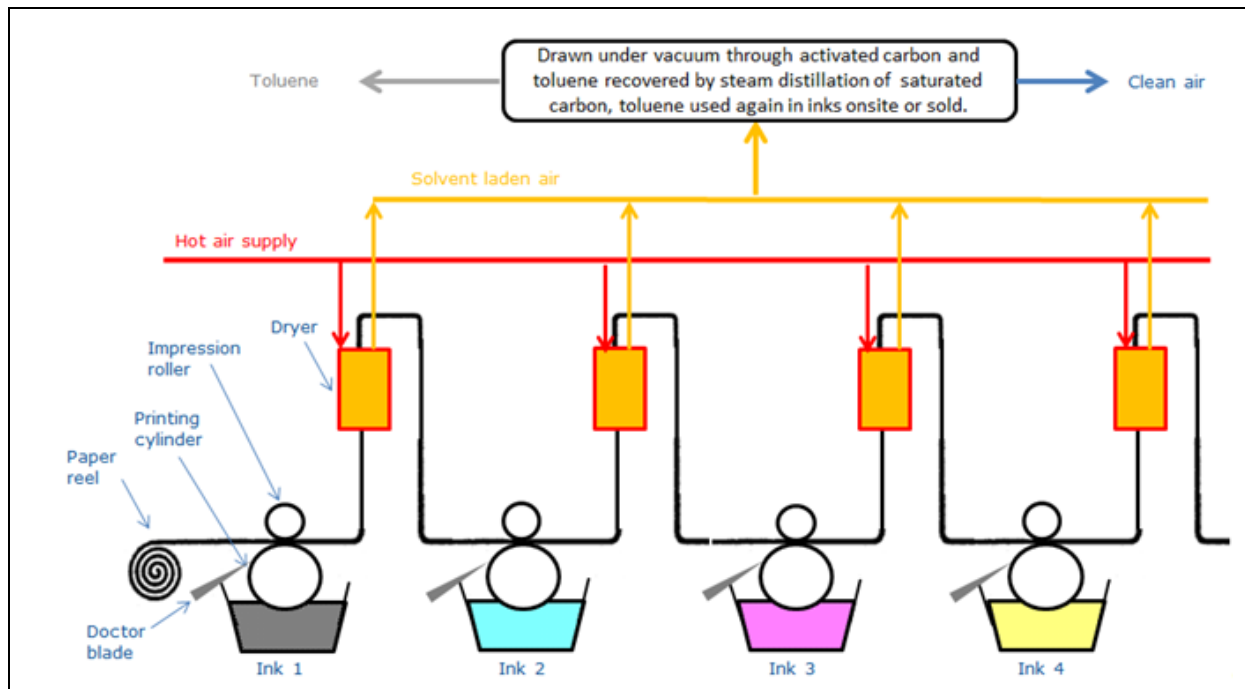 Drawn under vacuum through activated carbon and
toluene recovered by steam distillation of saturated
carbon, toluene used again in inks onsite or sold.
Toluene
Clean air
Solvent laden air
Hot air supply
Dryer
Impression
roller
Printing
cylinder
Paper
reel
Doctor
blade
Ink 1
Ink 2
Ink 3
Ink 4